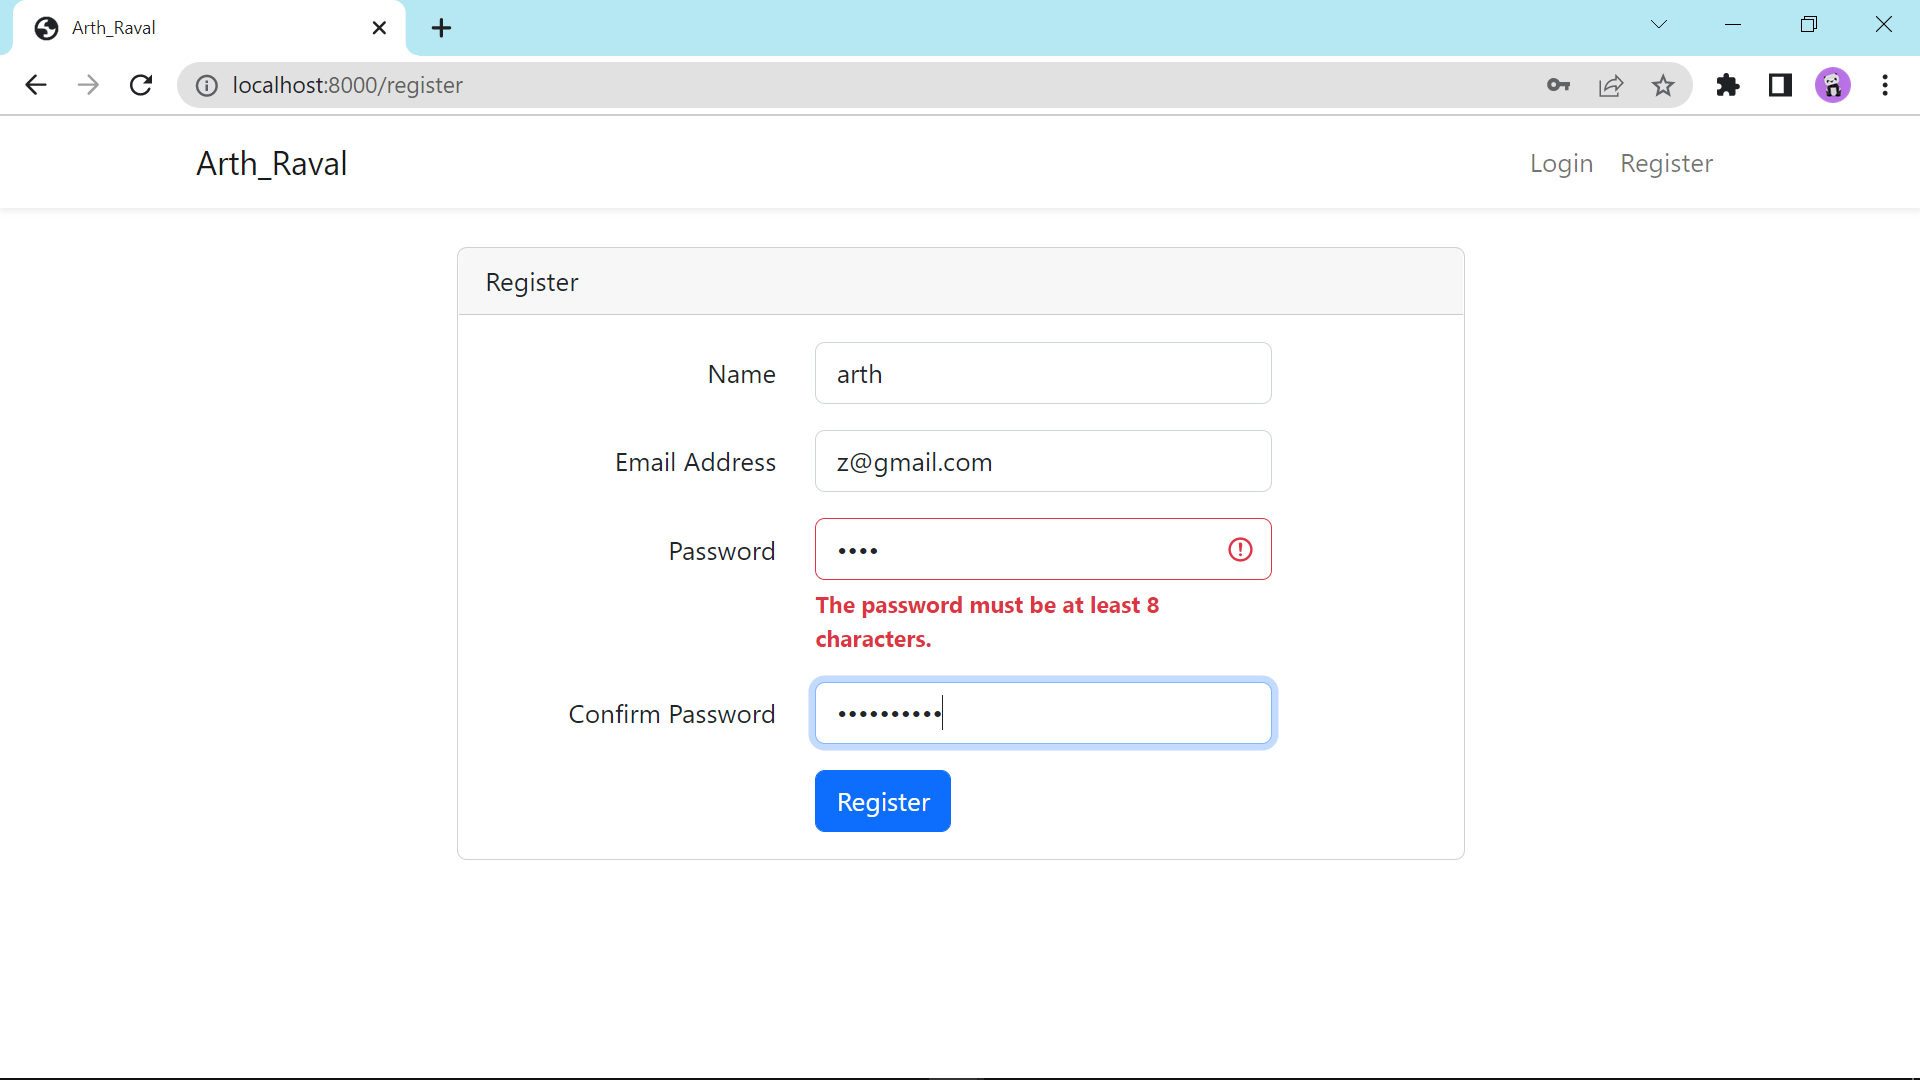 Arth_Raval
localhost:8000/register
Arth_Raval
Login Register
Register
Name arth
Email Address z@gmail.com
Password ••••
The password must be at least 8
characters.
Confirm Password ••••••••••
Register